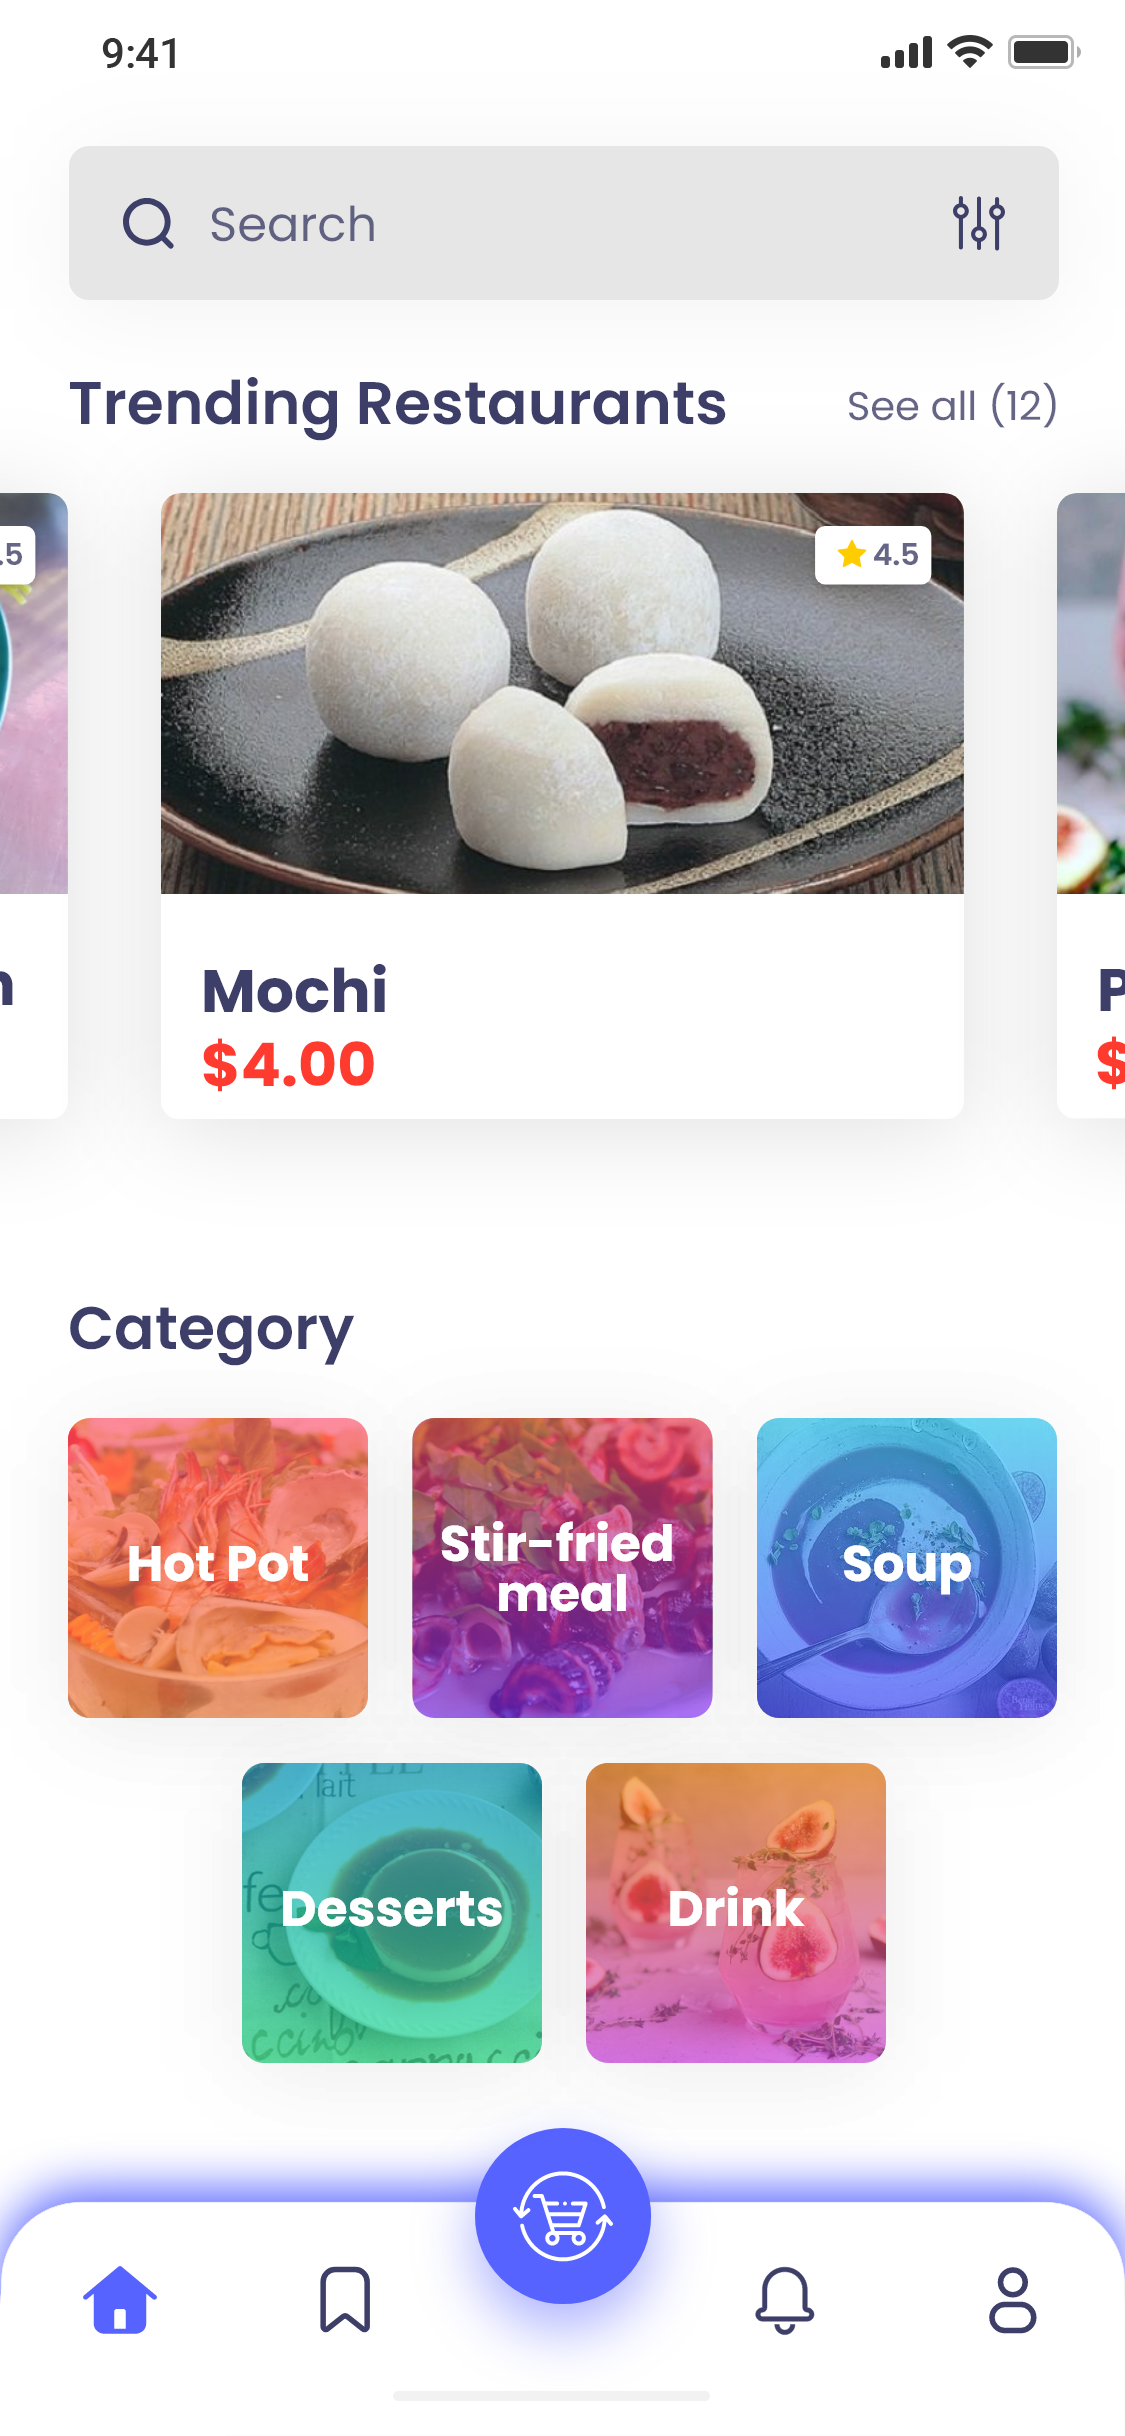 9:41
Search
Trending Restaurants
See all (12)
.5
4.5
Mochi
$4.00
$
Category
Hot Pot
Stir-fried
meal
Soup
lait
Desserts
Drink